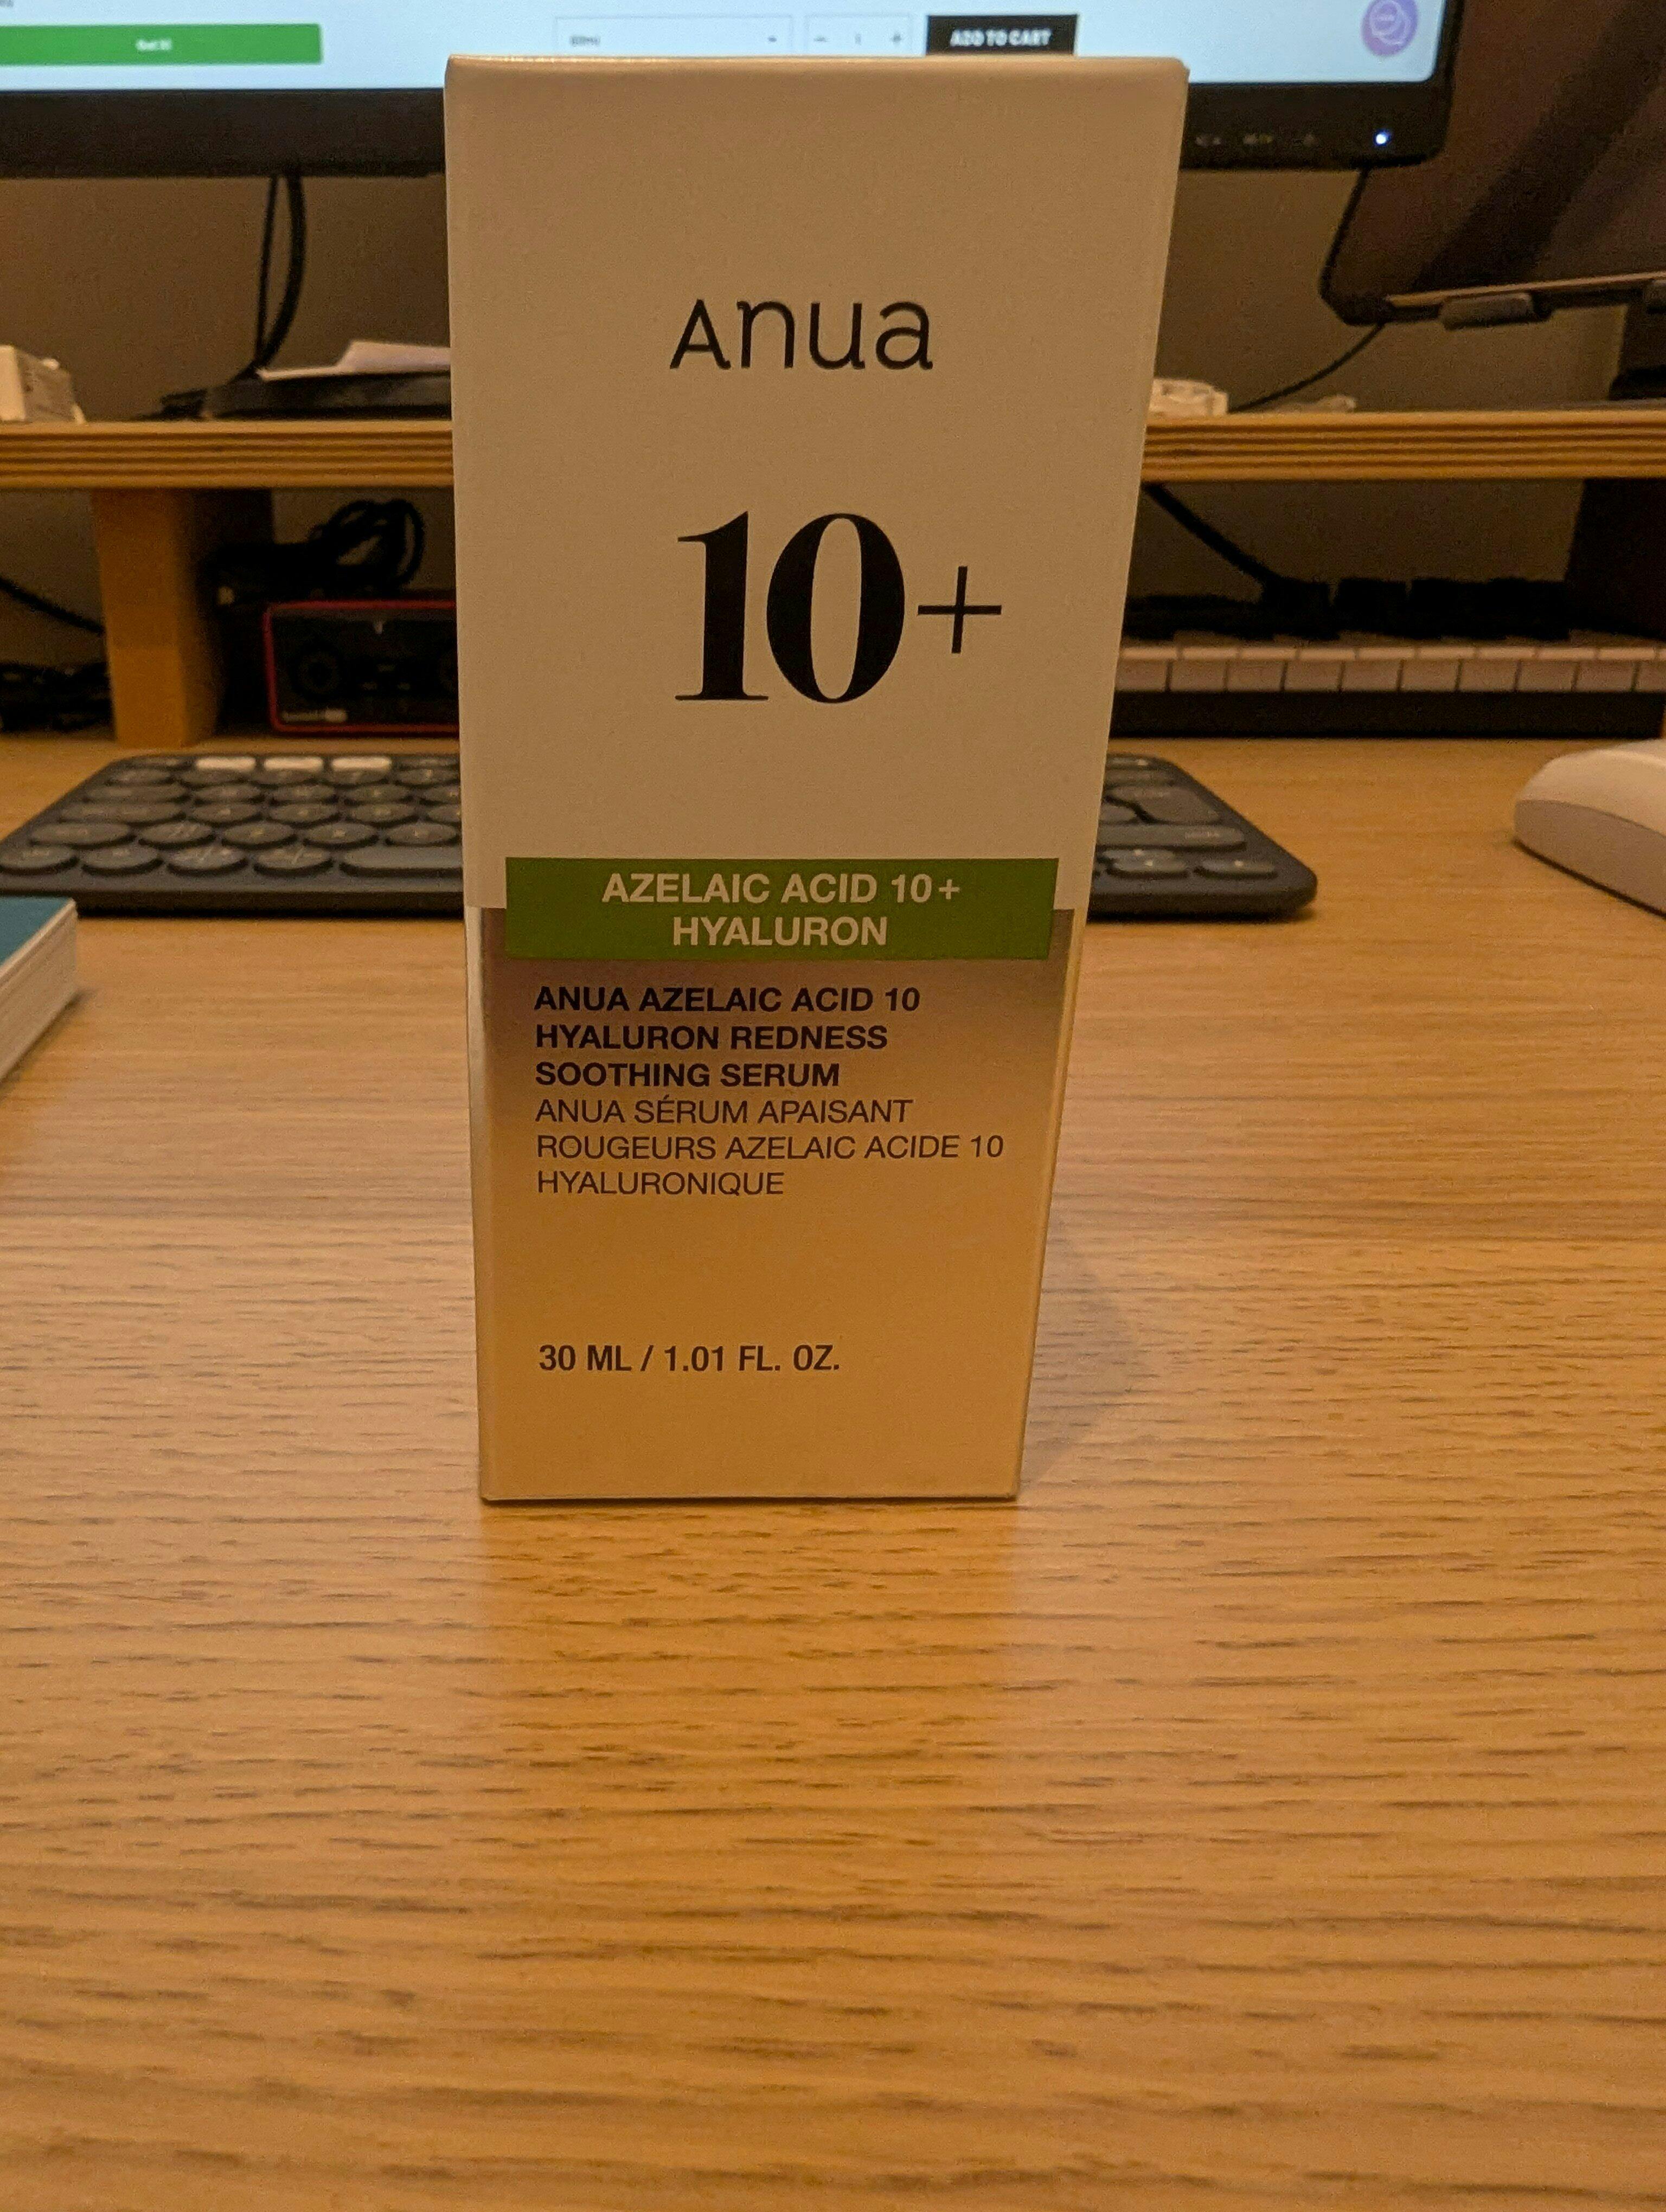 ADD TO CART
Anua
10+
AZELAIC ACID 10+
HYALURON
ANUA AZELAIC ACID 10
HYALURON REDNESS
SOOTHING SERUM
ANUA SÉRUM APAISANT
ROUGEURS AZELAIC ACIDE 10
HYALURONIQUE
30 ML / 1.01 FL. OZ.